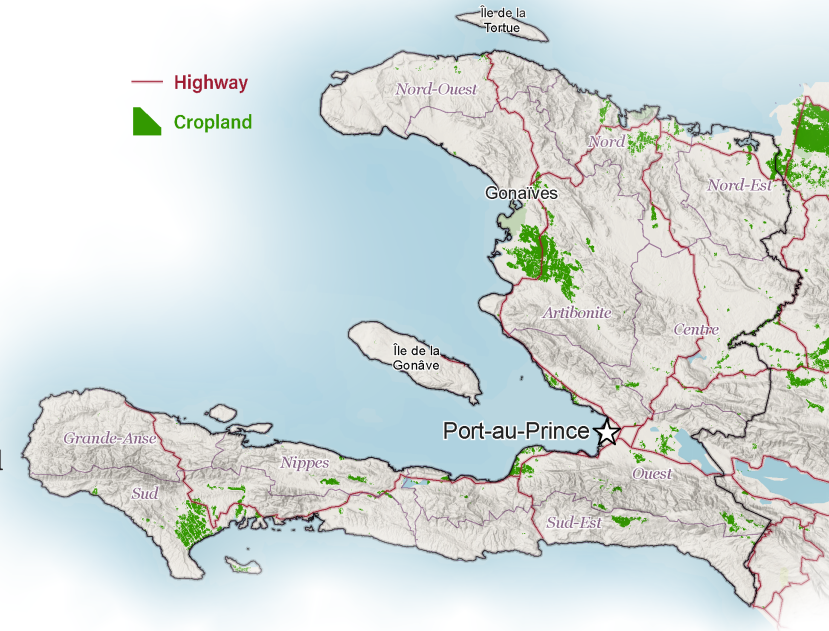 Île de la
Tortue
Highway
Nord-Ouest
Cropland
Nord
Nord-Est
Gonaïves
Artibonite
Centre
Île de la
Gonâve
Port-au-Prince
Grande-Anse
Nippes
Ouest
Sud
Sud-Est